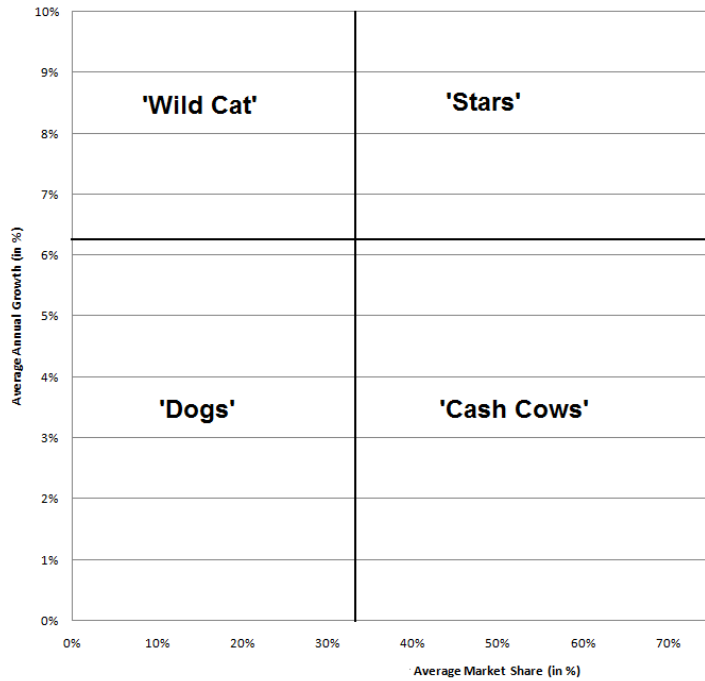 10%
9%
'Wild Cat' 'Stars'
8%
7%
6%
Average Annual Growth (in %)
5%
4%
'Dogs' 'Cash Cows'
3%
2%
1%
0%
0% 10% 20% 30% 40% 50% 60% 70%
Average Market Share (in %)